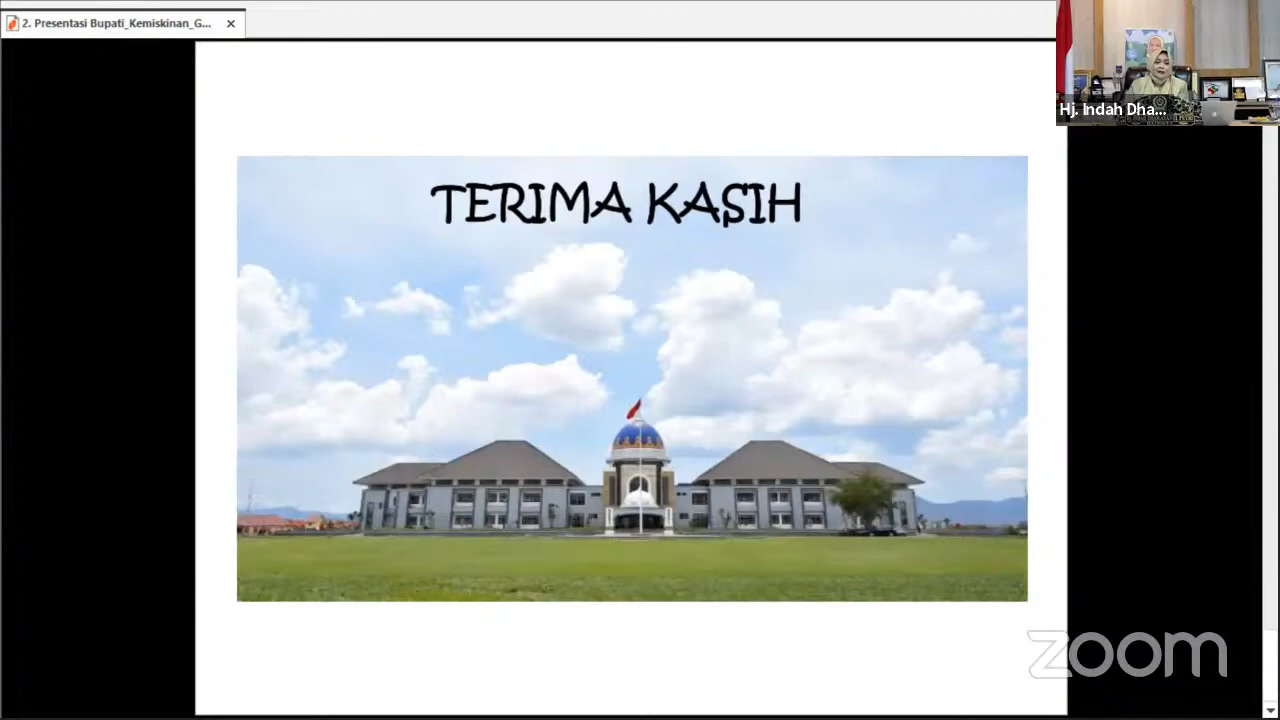 2. Presentasi Bupati_Kemiskinan_G...
Hj. Indah Dha...
TERIMA KASIH
zoom